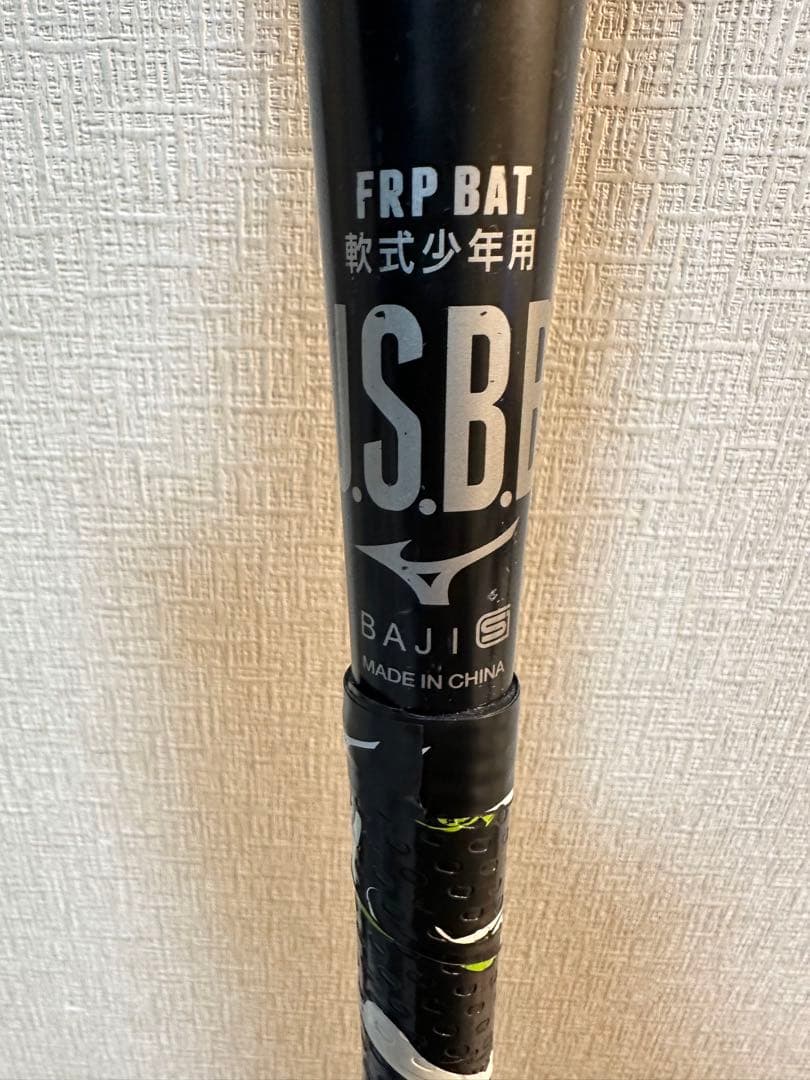 FRP BAT
軟式少年用
J.S.B.B
BAJI S
MADE IN CHINA